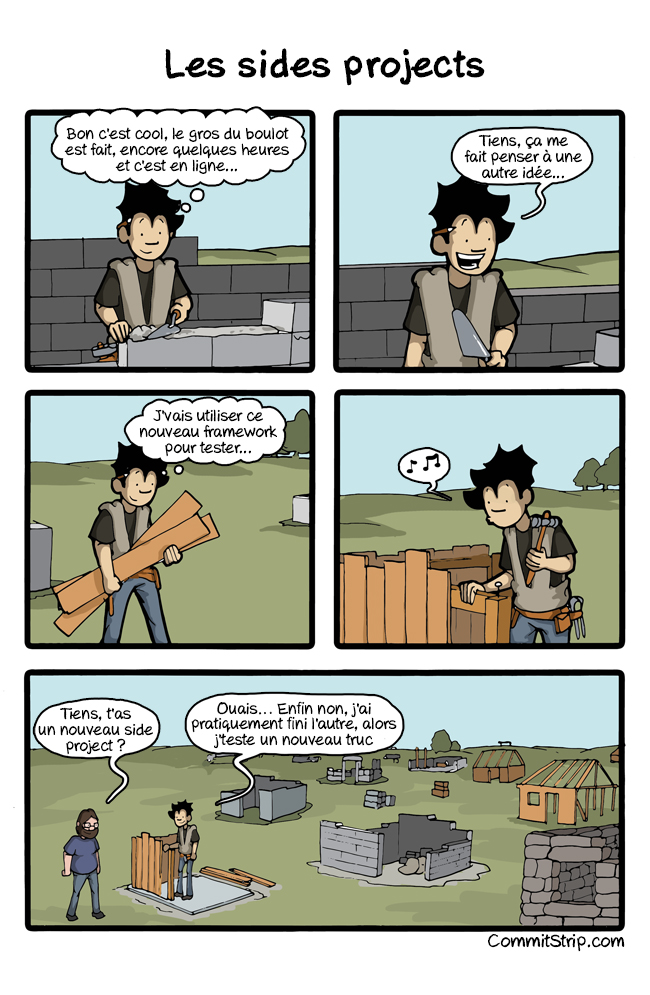 Les sides projects
Bon c'est cool, le gros du boulot
est fait, encore quelques heures
et c'est en ligne...
Tiens, ça me
fait penser à une
autre idée...
J'vais utiliser ce
nouveau framework
pour tester...
Tiens, t'as
un nouveau side
project ?
Ouais... Enfin non, j'ai
pratiquement fini l'autre, alors
j'teste un nouveau truc
CommitStrip.com